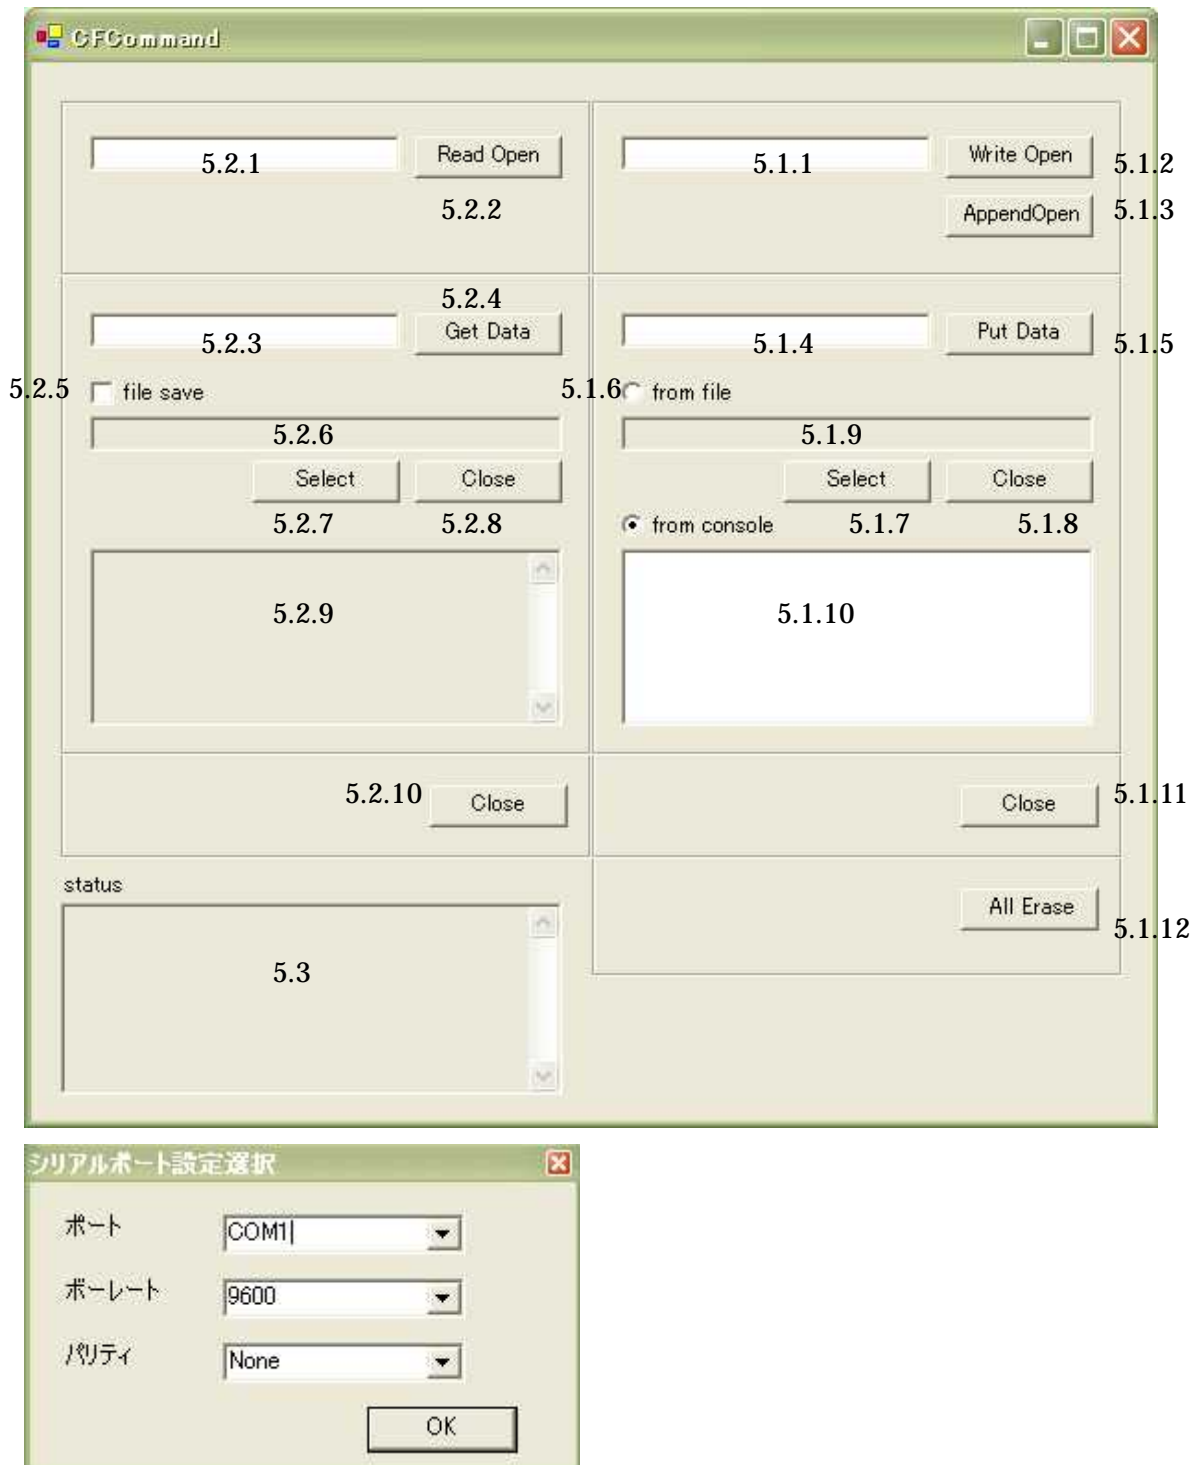 CFCommand
5.2.1 Read Open 5.1.1 Write Open 5.1.2
5.2.2 AppendOpen 5.1.3
5.2.4
5.2.3 Get Data 5.1.4 Put Data 5.1.5
5.2.5 file save 5.1.6 from file
5.2.6 5.1.9
Select Close Select Close
5.2.7 5.2.8 from console 5.1.7 5.1.8
5.2.9 5.1.10
5.2.10 Close Close 5.1.11
status
All Erase 5.1.12
5.3
シリアルポート設定選択
ポート COM1
ボーレート 9600
パリティ None
OK